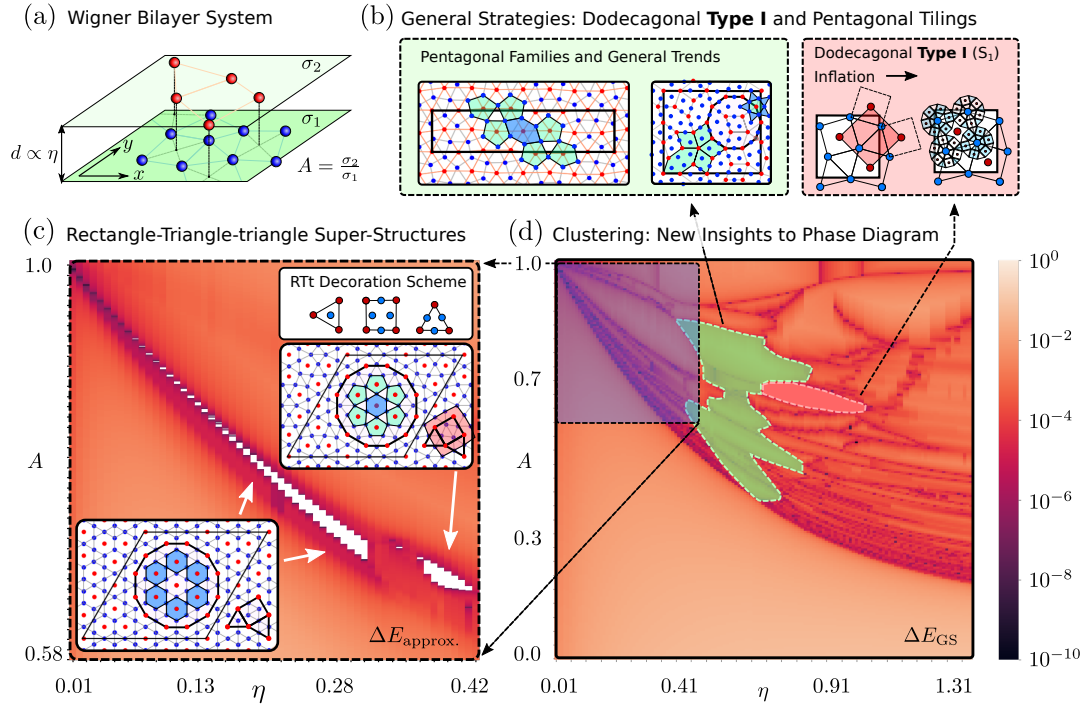 (a) Wigner Bilayer System
σ₂
σ₁
d ∝ η
y
x
A = σ₂/σ₁
(b) General Strategies: Dodecagonal Type I and Pentagonal Tilings
Pentagonal Families and General Trends
Dodecagonal Type I (S₁)
Inflation
(c) Rectangle-Triangle-triangle Super-Structures
1.0
A
0.58
RTt Decoration Scheme
ΔE_approx.
0.01 0.13 0.28 0.42
η
(d) Clustering: New Insights to Phase Diagram
1.0
0.7
A
0.3
0.0
ΔE_GS
0.01 0.41 0.91 1.31
η
10⁰
10⁻²
10⁻⁴
10⁻⁶
10⁻⁸
10⁻¹⁰